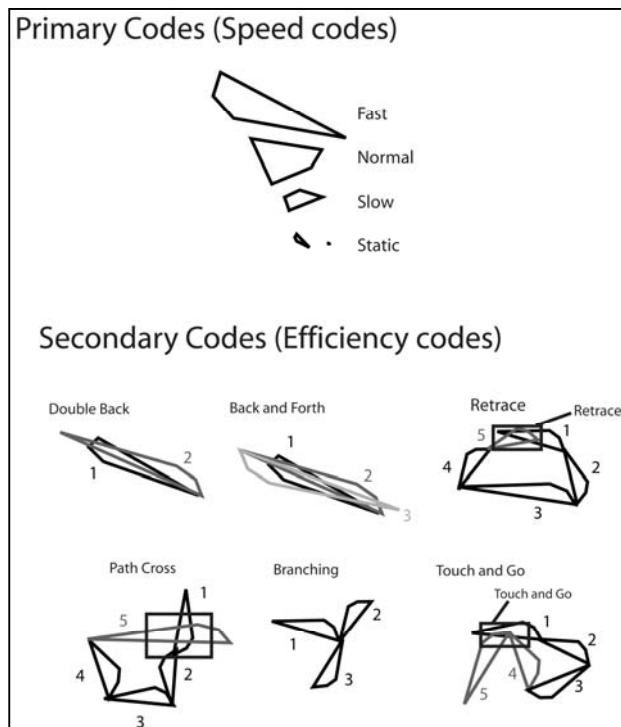 Primary Codes (Speed codes)
Fast
Normal
Slow
Static
Secondary Codes (Efficiency codes)
Double Back
1
2
Back and Forth
1
2
3
Retrace
Retrace
5
1
4
2
3
Path Cross
1
5
4
2
3
Branching
1
2
3
Touch and Go
Touch and Go
1
2
4
3
5